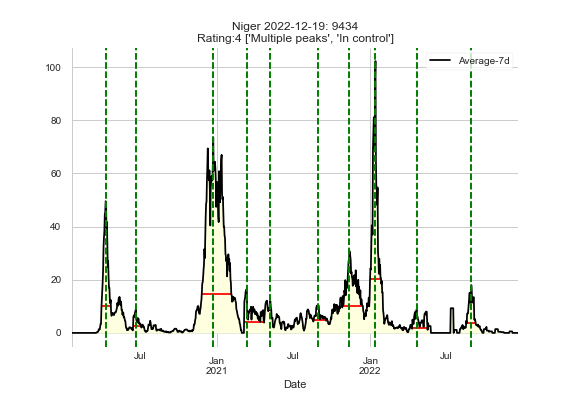 Niger 2022-12-19: 9434
Rating:4 ['Multiple peaks', 'In control']
Average-7d
100
80
60
40
20
0
Jul
Jan
2021
Jul
Jan
2022
Jul
Date